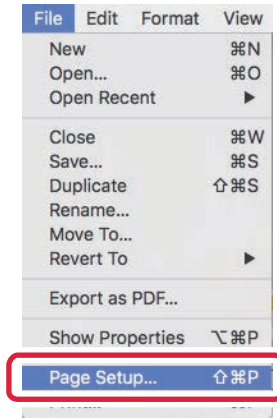 File Edit Format View
New ⌘N
Open... ⌘O
Open Recent ▶
Close ⌘W
Save... ⌘S
Duplicate ⇧⌘S
Rename...
Move To...
Revert To ▶
Export as PDF...
Show Properties ⌥⌘P
Page Setup... ⇧⌘P